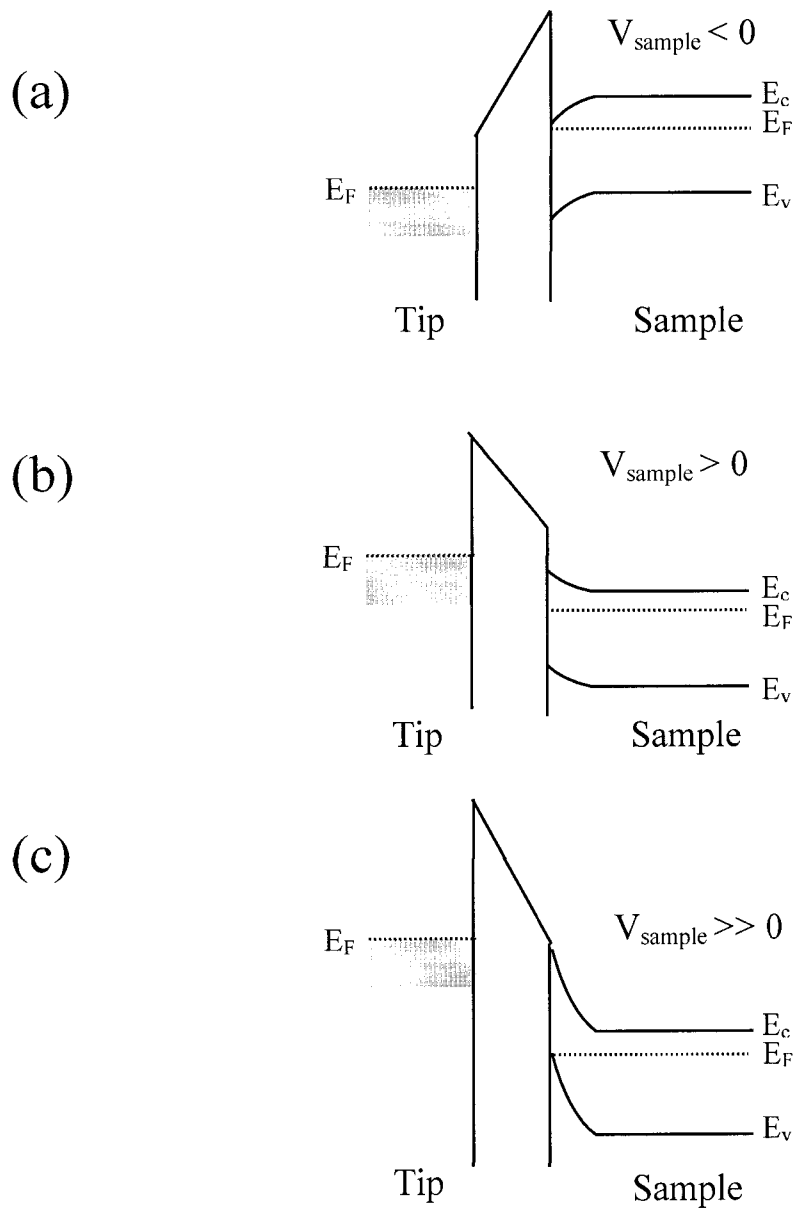 (a)
V_sample < 0
E_c
E_F
E_F
E_v
Tip Sample
(b)
V_sample > 0
E_F
E_c
E_F
E_v
Tip Sample
(c)
V_sample >> 0
E_F
E_c
E_F
E_v
Tip Sample